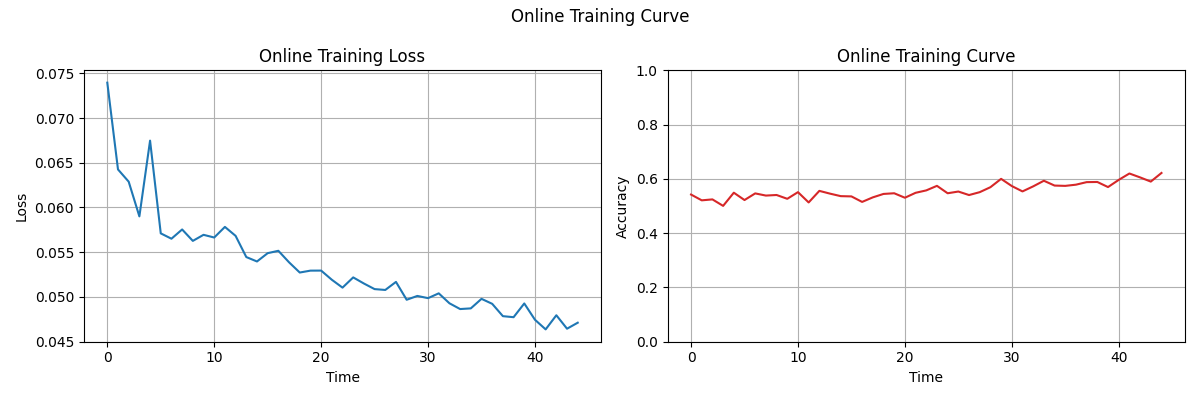 Online Training Curve
Online Training Loss
0.075
0.070
0.065
0.060
0.055
0.050
0.045
Loss
0 10 20 30 40
Time
Online Training Curve
1.0
0.8
0.6
0.4
0.2
0.0
Accuracy
0 10 20 30 40
Time